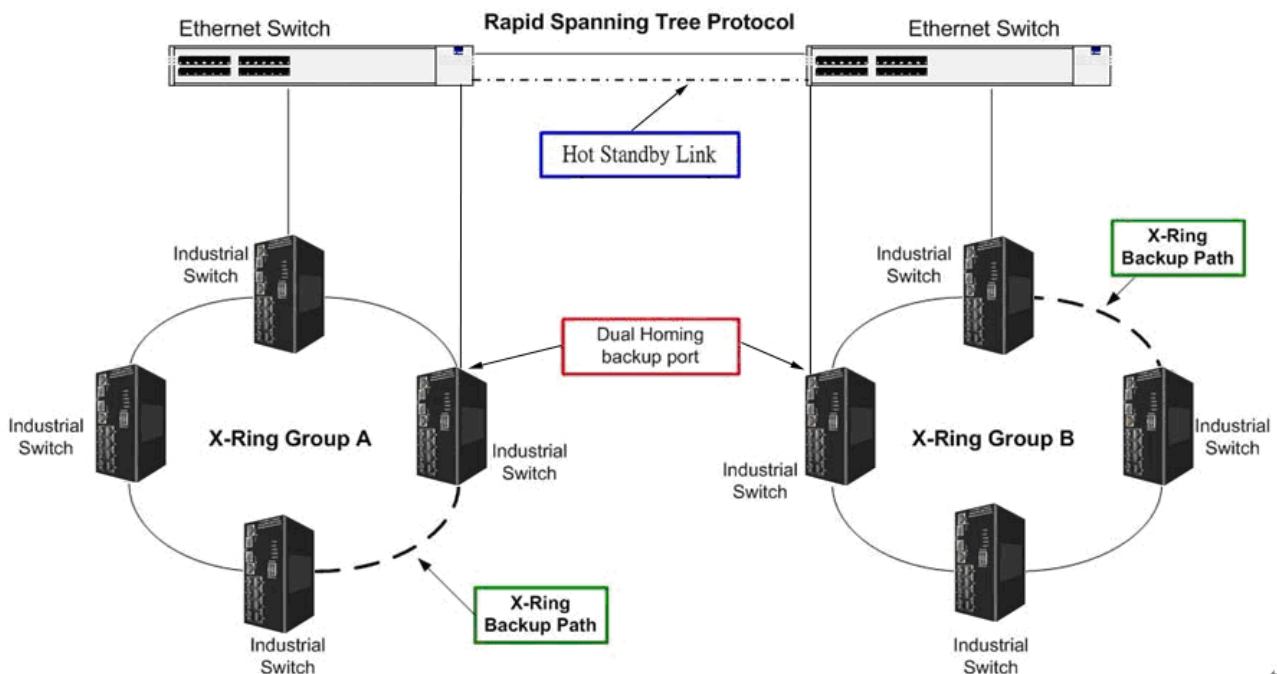 Rapid Spanning Tree Protocol
Ethernet Switch
Ethernet Switch
Hot Standby Link
Industrial
Switch
Industrial
Switch
X-Ring
Backup Path
Dual Homing
backup port
Industrial
Switch
X-Ring Group A
Industrial
Switch
Industrial
Switch
X-Ring Group B
Industrial
Switch
X-Ring
Backup Path
Industrial
Switch
Industrial
Switch